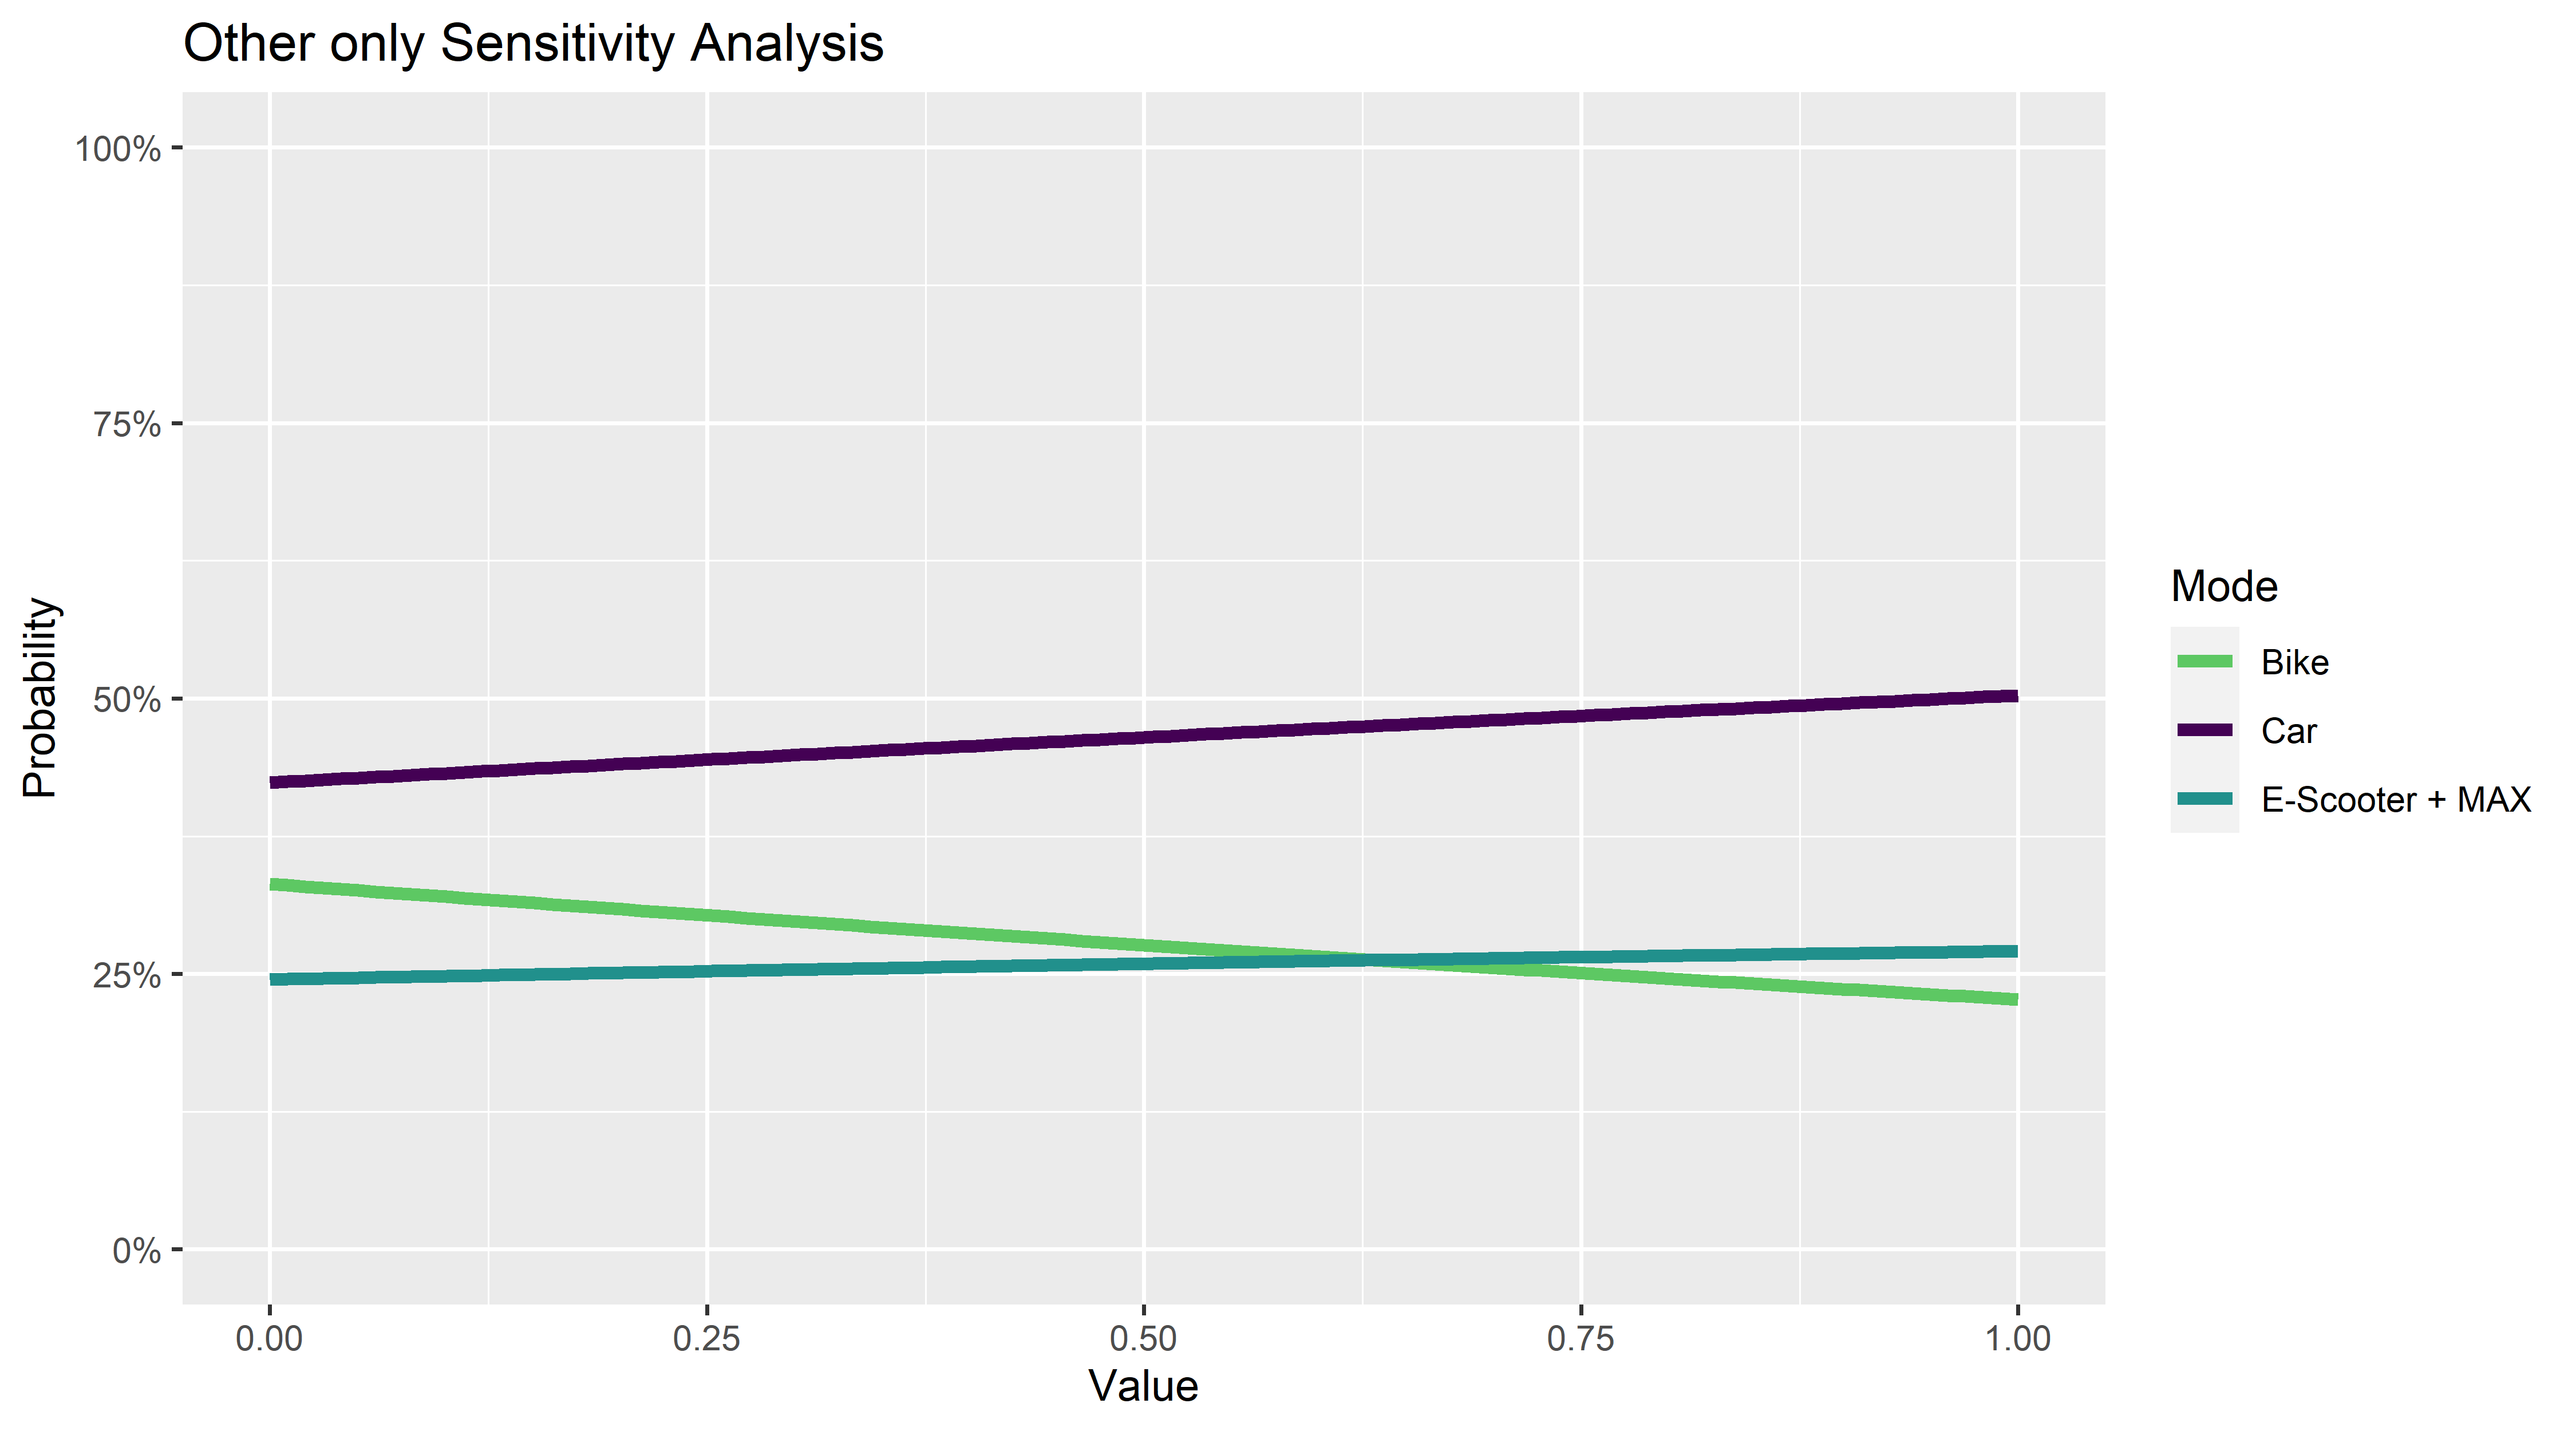 Other only Sensitivity Analysis
Probability
100%
75%
50%
25%
0%
0.00 0.25 0.50 0.75 1.00
Value
Mode
Bike
Car
E-Scooter + MAX